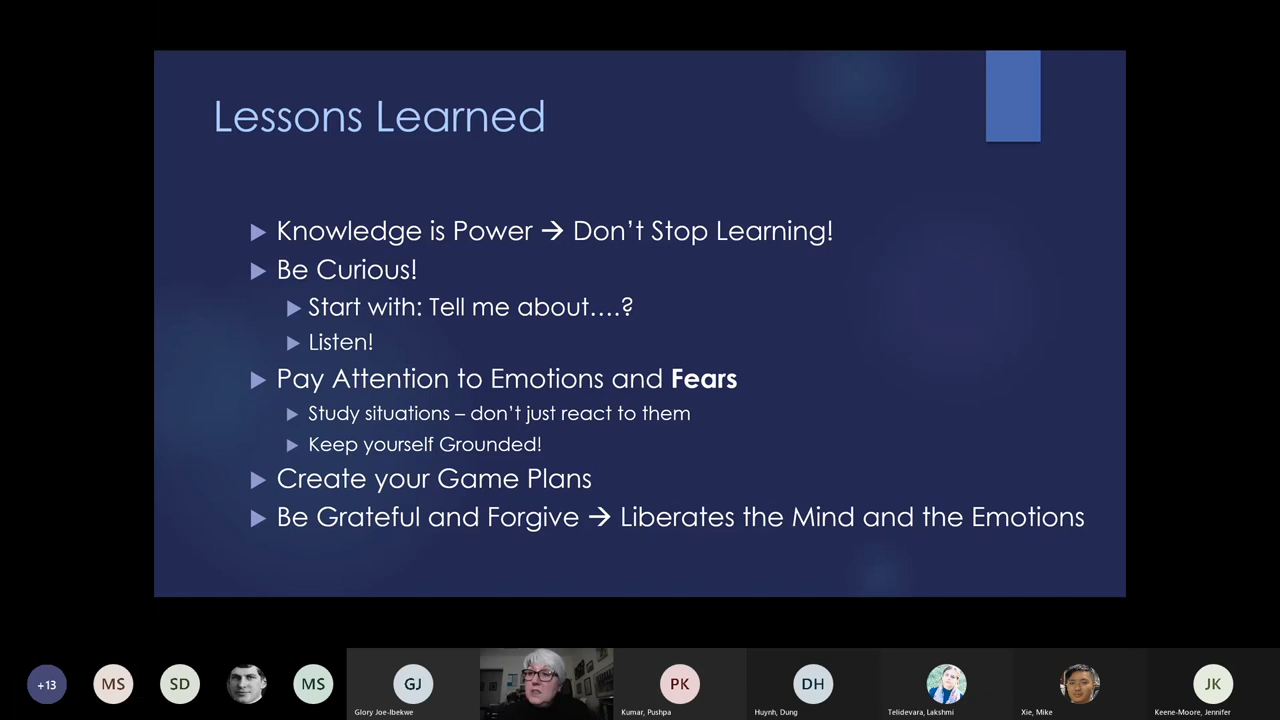 Lessons Learned
Knowledge is Power → Don't Stop Learning!
Be Curious!
Start with: Tell me about....?
Listen!
Pay Attention to Emotions and Fears
Study situations – don't just react to them
Keep yourself Grounded!
Create your Game Plans
Be Grateful and Forgive → Liberates the Mind and the Emotions
+13
MS
SD
MS
GJ
PK
DH
JK
Glory Joe-Ibekwe
Kumar, Pushpa
Huynh, Dung
Telidevara, Lakshmi
Xie, Mike
Keene-Moore, Jennifer